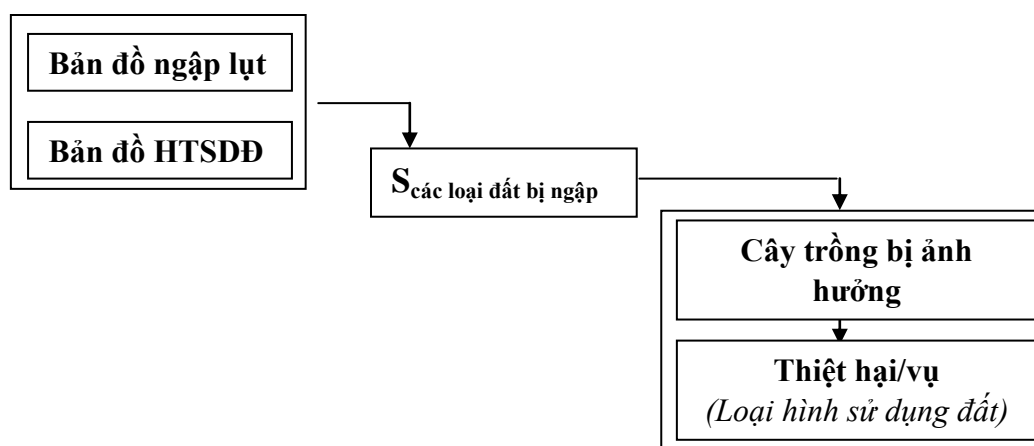 Bản đồ ngập lụt
Bản đồ HTSDĐ
S các loại đất bị ngập
Cây trồng bị ảnh
hưởng
Thiệt hại/vụ
(Loại hình sử dụng đất)